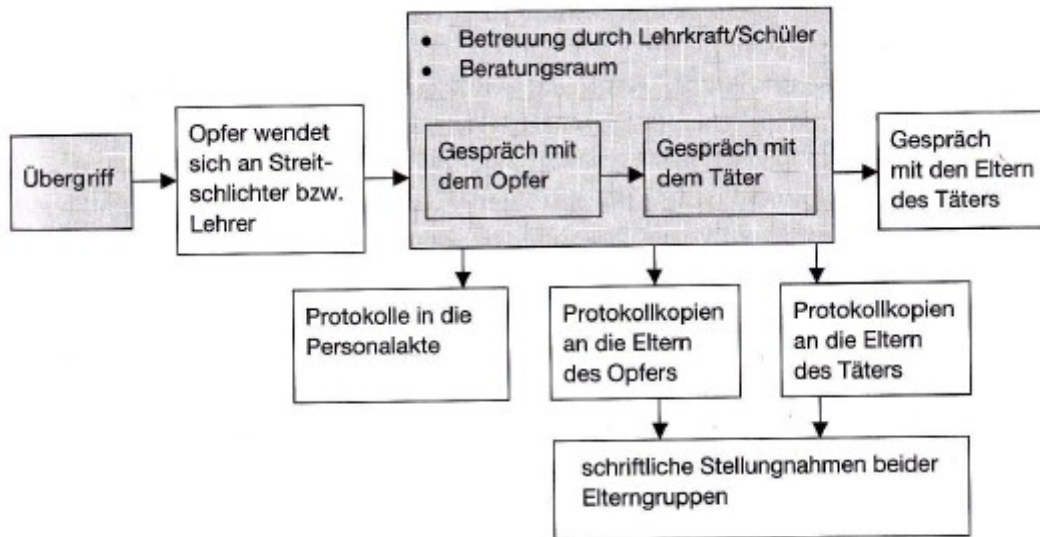 • Betreuung durch Lehrkraft/Schüler
• Beratungsraum
Übergriff
Opfer wendet
sich an Streit-
schlichter bzw.
Lehrer
Gespräch mit
dem Opfer
Gespräch mit
dem Täter
Gespräch
mit den Eltern
des Täters
Protokolle in die
Personalakte
Protokollkopien
an die Eltern
des Opfers
Protokollkopien
an die Eltern
des Täters
schriftliche Stellungnahmen beider
Elterngruppen